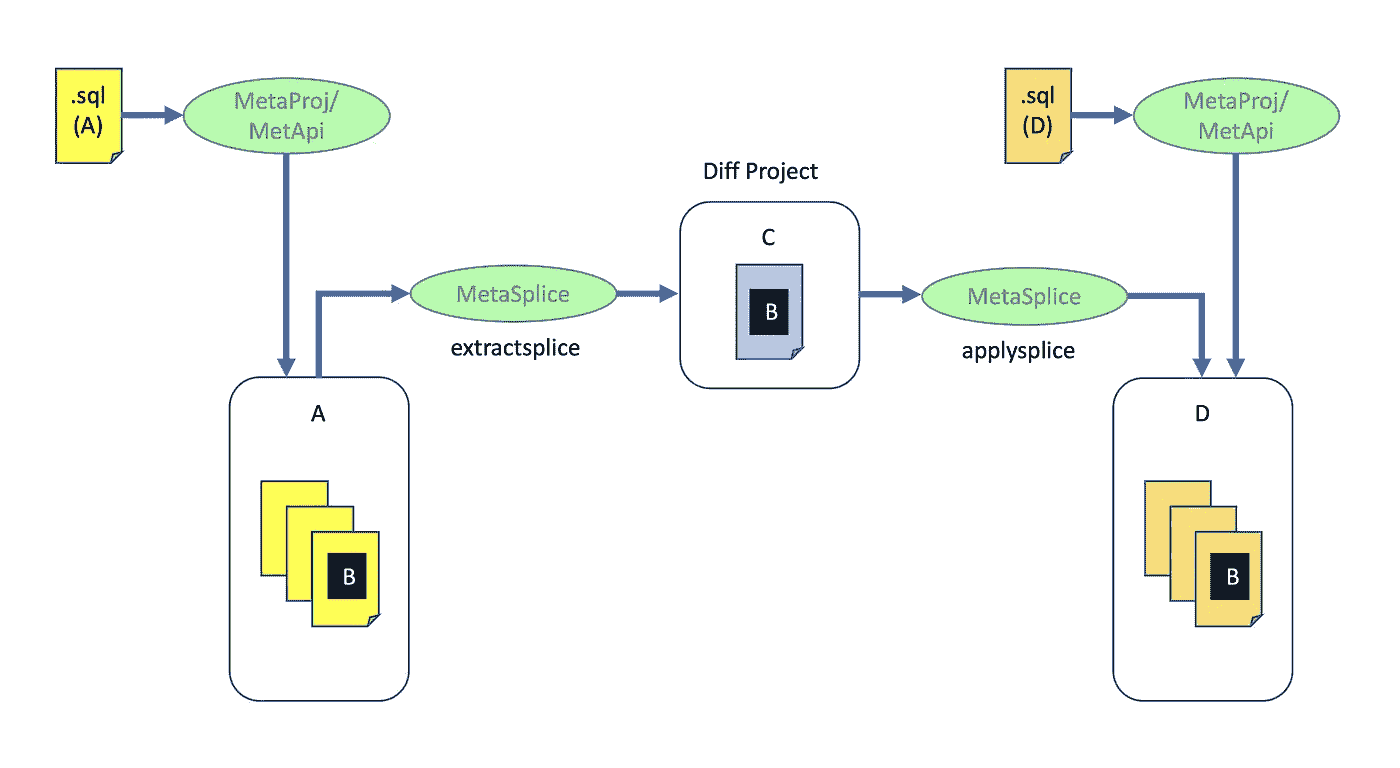 .sql
(A)
MetaProj/
MetApi
.sql
(D)
MetaProj/
MetApi
Diff Project
C
B
MetaSplice
extractsplice
MetaSplice
applysplice
A
B
D
B